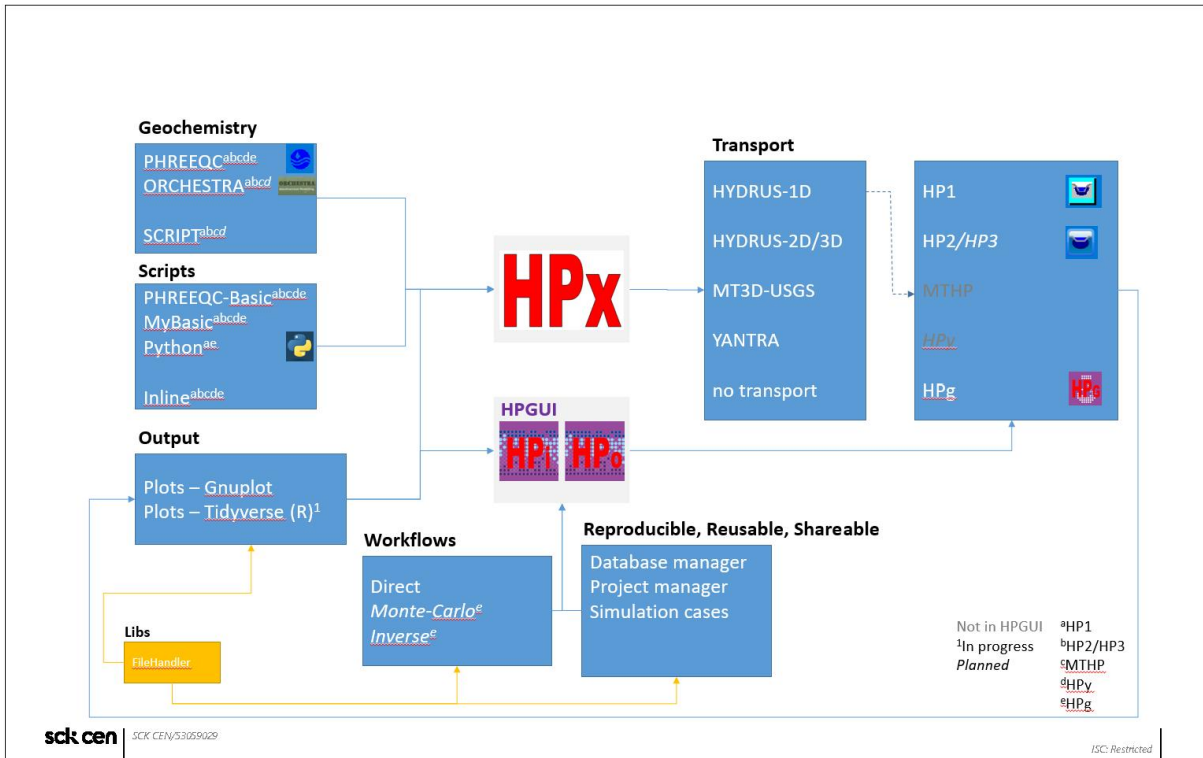 Geochemistry
PHREEQCabcde
ORCHESTRAabcd
ORCHESTRA
SCRIPTabcd
Scripts
PHREEQC-Basicabcde
MyBasicabcde
Pythonae
Inlineabcde
Output
Plots – Gnuplot
Plots – Tidyverse (R)1
Libs
FileHandler
HPx
HPGUI
HPi HPo
Workflows
Direct
Monte-Carloe
Inversee
Reproducible, Reusable, Shareable
Database manager
Project manager
Simulation cases
Transport
HYDRUS-1D
HYDRUS-2D/3D
MT3D-USGS
YANTRA
no transport
HP1
HP2/HP3
MTHP
HPy
HPg
HPG
Not in HPGUI
1In progress
Planned
aHP1
bHP2/HP3
cMTHP
dHPy
eHPg
sck cen
SCK CEN/53059029
ISC: Restricted